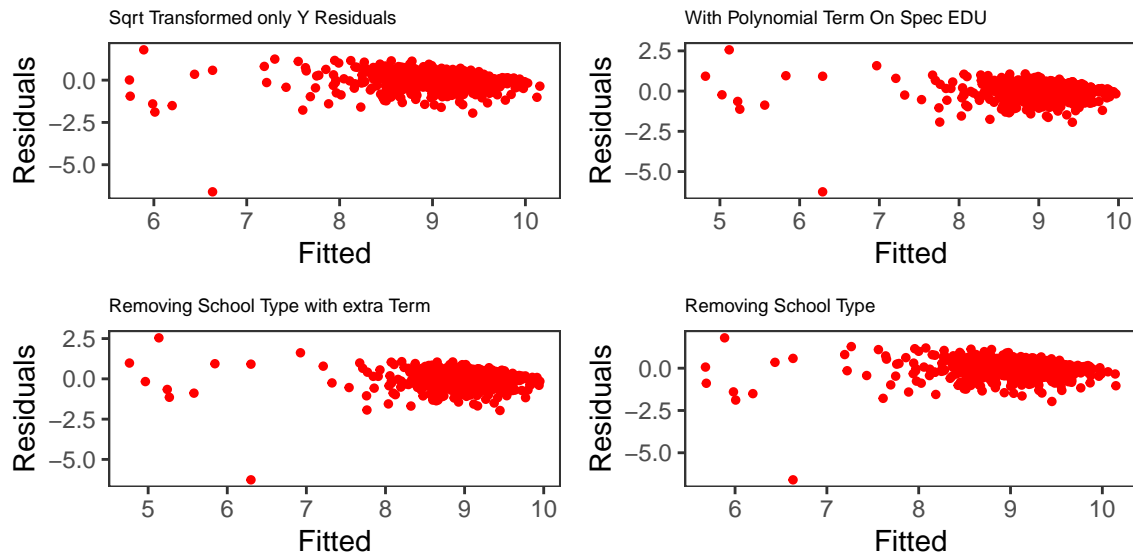 Sqrt Transformed only Y Residuals
Residuals
0.0
−2.5
−5.0
6 7 8 9 10
Fitted
With Polynomial Term On Spec EDU
Residuals
2.5
0.0
−2.5
−5.0
5 6 7 8 9 10
Fitted
Removing School Type with extra Term
Residuals
2.5
0.0
−2.5
−5.0
5 6 7 8 9 10
Fitted
Removing School Type
Residuals
0.0
−2.5
−5.0
6 7 8 9 10
Fitted